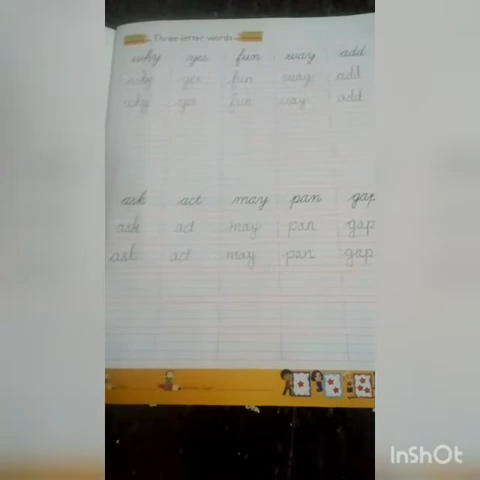 Three letter words
why yes fun way add
why yes fun way add
why yes fun way add
ask act may pan gap
ask act may pan gap
ask act may pan gap
InShOt